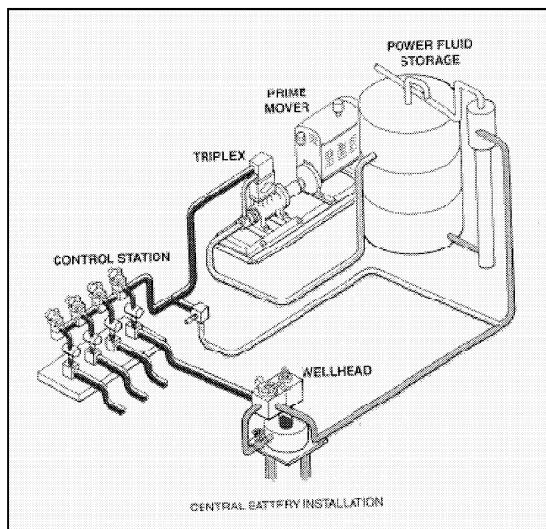 POWER FLUID
STORAGE
PRIME
MOVER
TRIPLEX
CONTROL STATION
WELLHEAD
CENTRAL BATTERY INSTALLATION